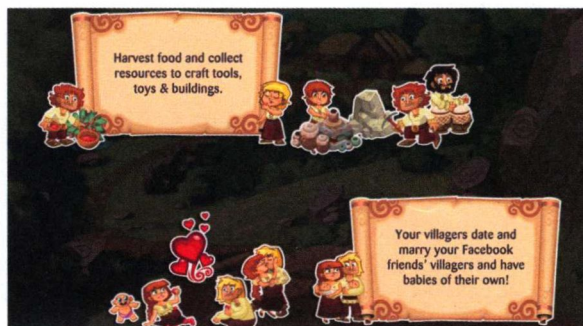 Harvest food and collect
resources to craft tools,
toys & buildings.
Your villagers date and
marry your Facebook
friends' villagers and have
babies of their own!